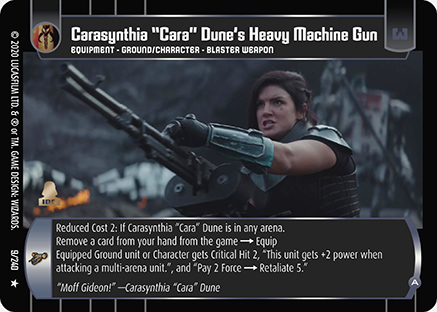 Carasynthia "Cara" Dune's Heavy Machine Gun
EQUIPMENT - GROUND/CHARACTER - BLASTER WEAPON
© 2020 LUCASFILM LTD. & ® OR TM. GAME DESIGN: WIZARDS.
9/240
Reduced Cost 2: If Carasynthia "Cara" Dune is in any arena.
Remove a card from your hand from the game → Equip
Equipped Ground unit or Character gets Critical Hit 2, "This unit gets +2 power when
attacking a multi-arena unit.", and "Pay 2 Force → Retaliate 5."
"Moff Gideon!" —Carasynthia "Cara" Dune
A